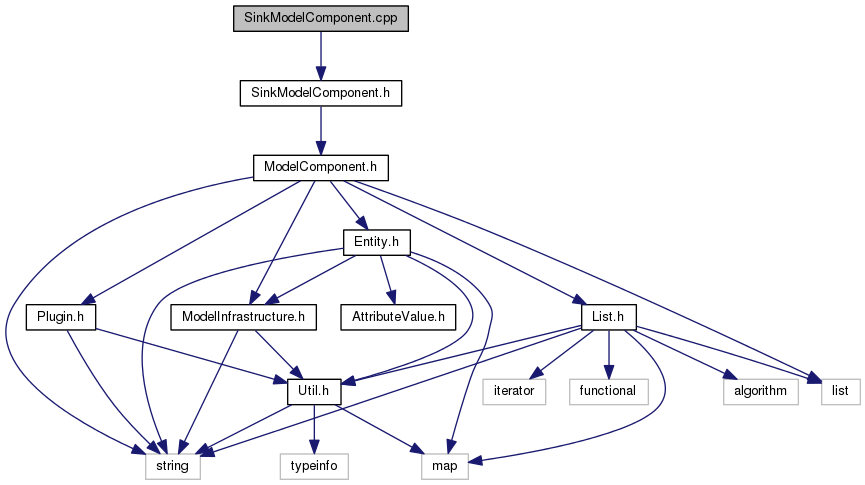 SinkModelComponent.cpp
SinkModelComponent.h
ModelComponent.h
Entity.h
Plugin.h
ModelInfrastructure.h
AttributeValue.h
List.h
Util.h
iterator
functional
algorithm
list
string
typeinfo
map